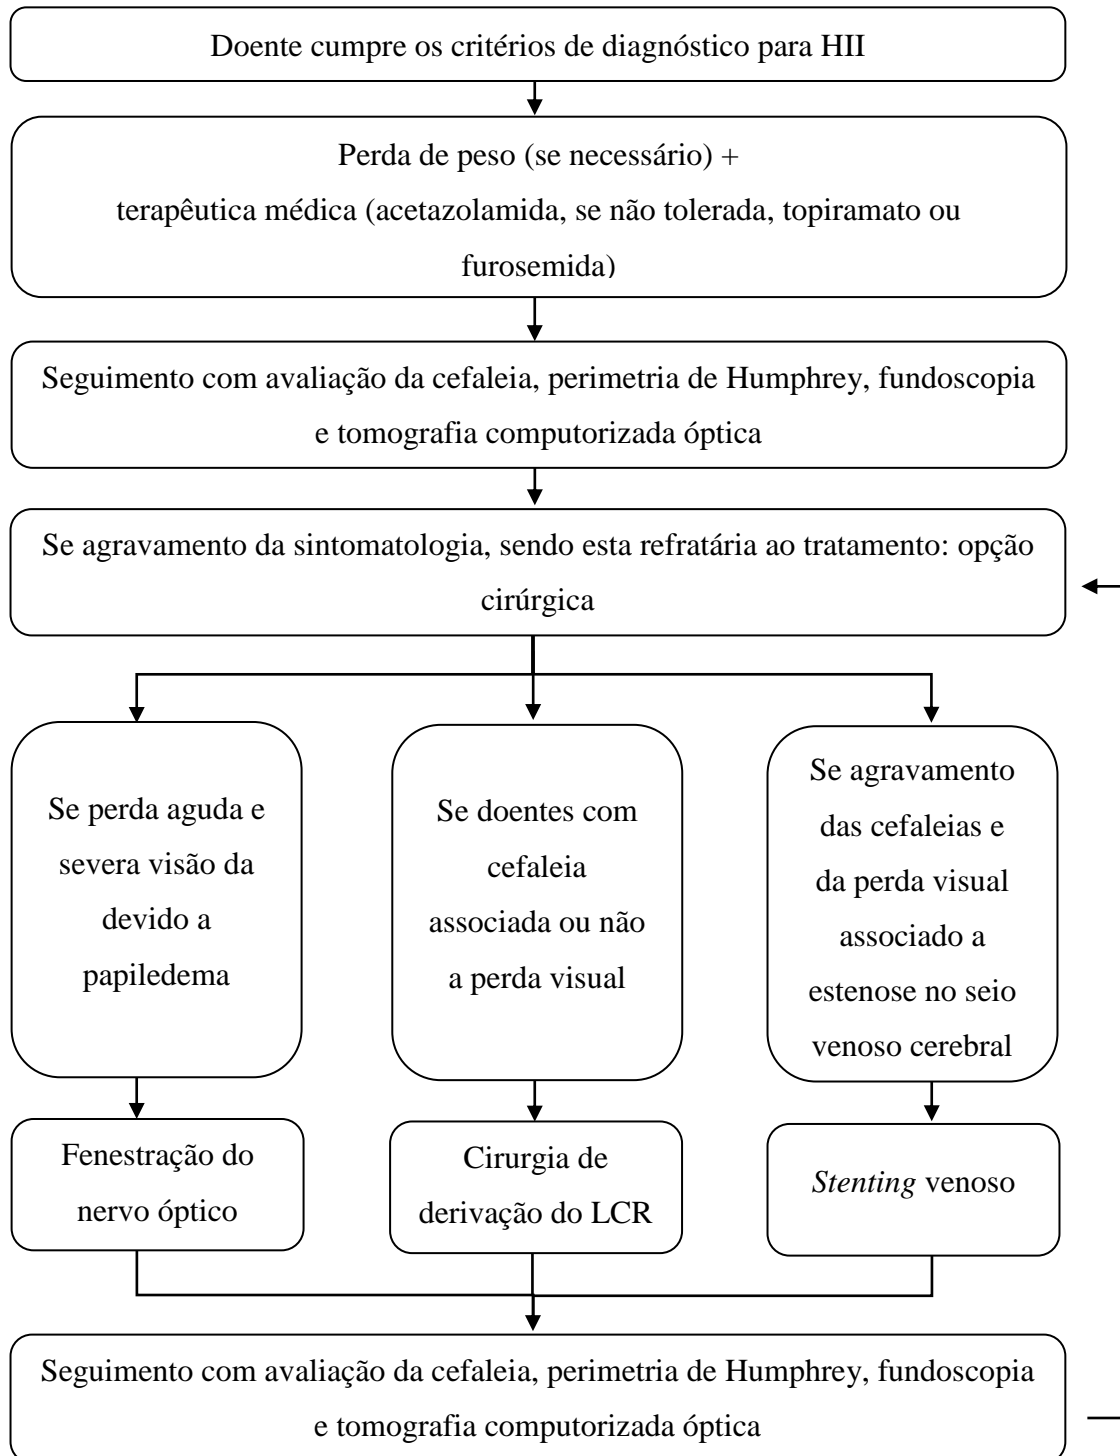 Doente cumpre os critérios de diagnóstico para HII
Perda de peso (se necessário) +
terapêutica médica (acetazolamida, se não tolerada, topiramato ou
furosemida)
Seguimento com avaliação da cefaleia, perimetria de Humphrey, fundoscopia
e tomografia computorizada óptica
Se agravamento da sintomatologia, sendo esta refratária ao tratamento: opção
cirúrgica
Se perda aguda e
severa visão da
devido a
papiledema
Se doentes com
cefaleia
associada ou não
a perda visual
Se agravamento
das cefaleias e
da perda visual
associado a
estenose no seio
venoso cerebral
Fenestração do
nervo óptico
Cirurgia de
derivação do LCR
Stenting venoso
Seguimento com avaliação da cefaleia, perimetria de Humphrey, fundoscopia
e tomografia computorizada óptica